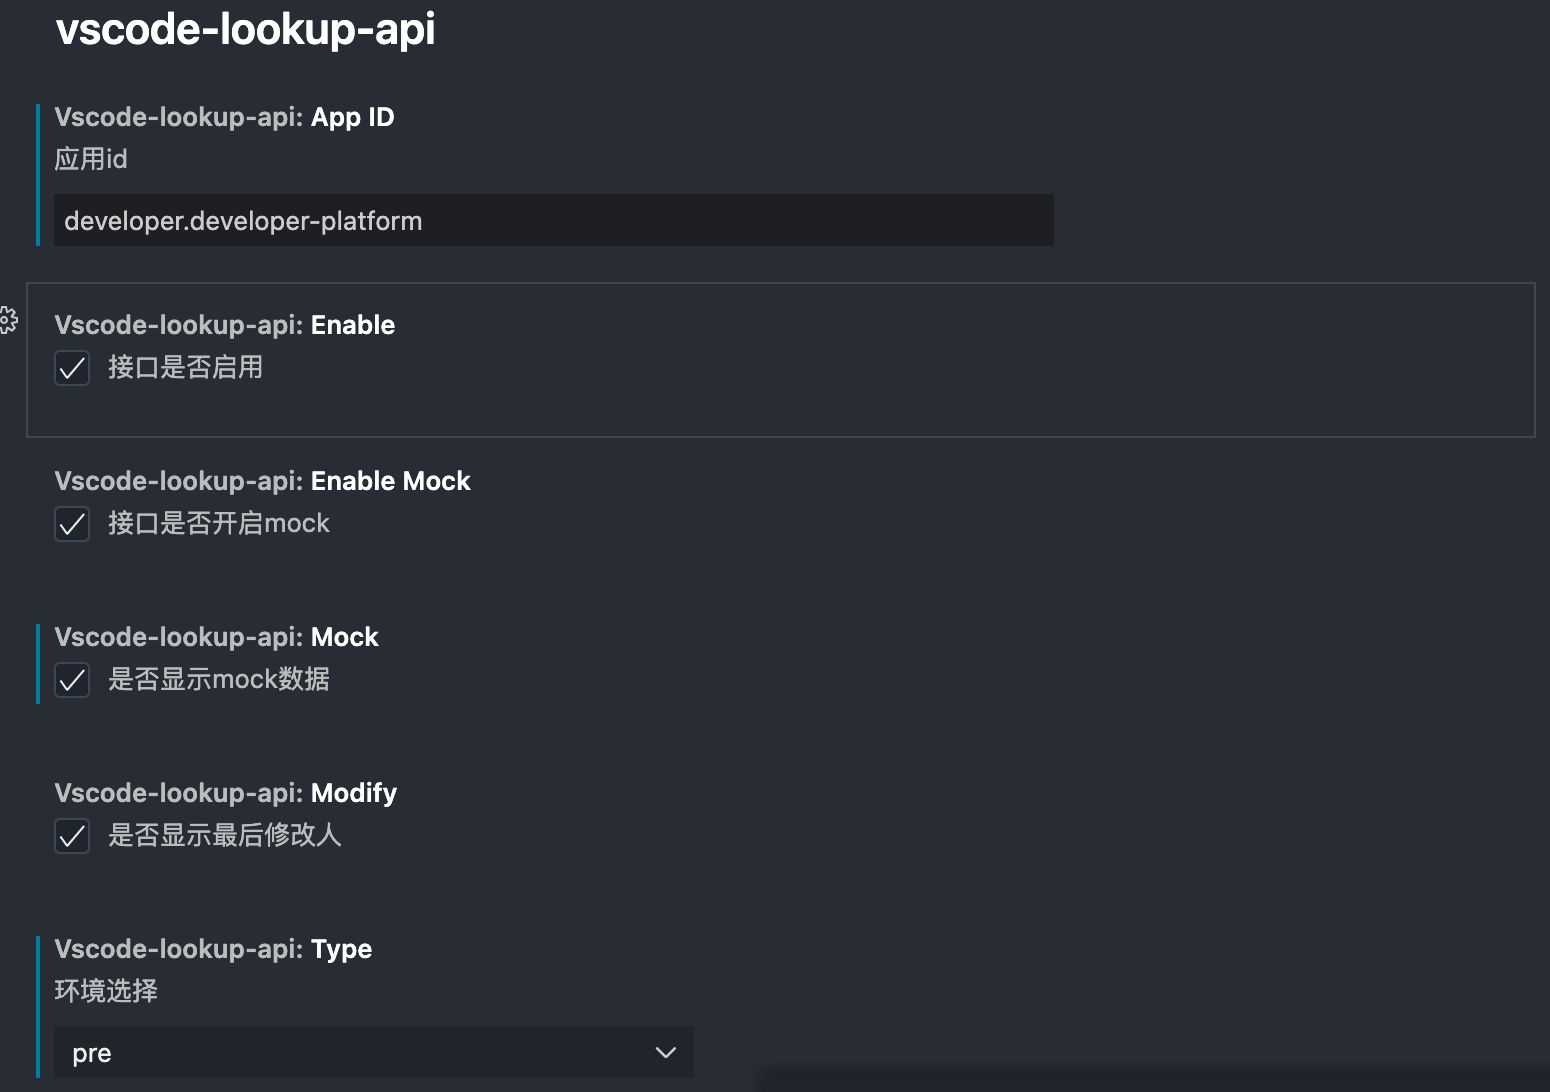 vscode-lookup-api
Vscode-lookup-api: App ID
应用id
developer.developer-platform
Vscode-lookup-api: Enable
接口是否启用
Vscode-lookup-api: Enable Mock
接口是否开启mock
Vscode-lookup-api: Mock
是否显示mock数据
Vscode-lookup-api: Modify
是否显示最后修改人
Vscode-lookup-api: Type
环境选择
pre